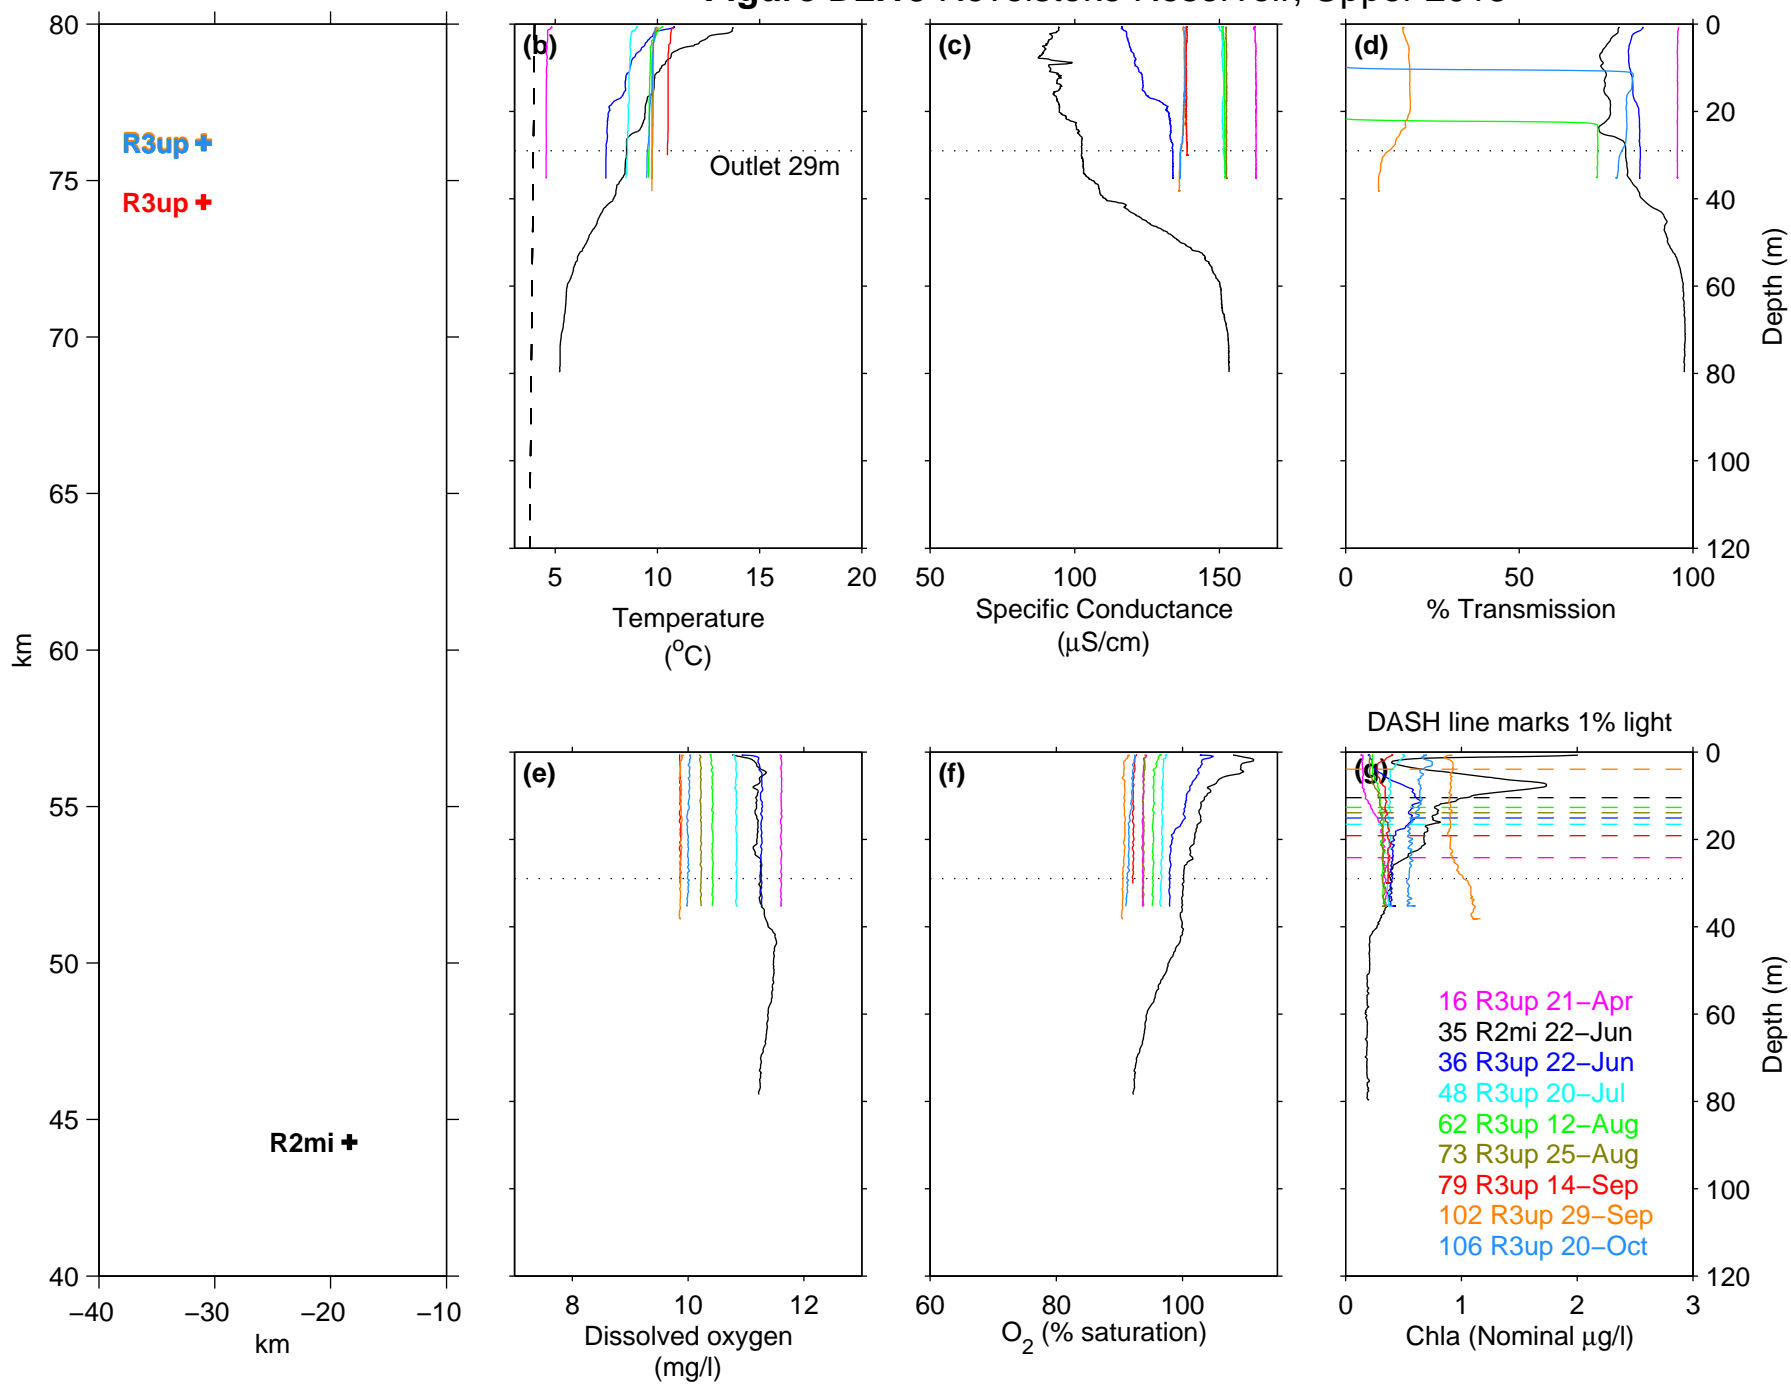 80
75
70
65
60
55
50
45
40
km
−40
−30
−20
−10
km
R3up
R3up
R2mi
(b)
Outlet 29m
5
10
15
20
Temperature
(°C)
(c)
50
100
150
Specific Conductance
(μS/cm)
(d)
0
50
100
% Transmission
0
20
40
60
80
100
120
Depth (m)
(e)
8
10
12
Dissolved oxygen
(mg/l)
(f)
60
80
100
O2 (% saturation)
DASH line marks 1% light
(g)
16 R3up 21−Apr
35 R2mi 22−Jun
36 R3up 22−Jun
48 R3up 20−Jul
62 R3up 12−Aug
73 R3up 25−Aug
79 R3up 14−Sep
102 R3up 29−Sep
106 R3up 20−Oct
0
1
2
3
Chla (Nominal μg/l)
0
20
40
60
80
100
120
Depth (m)